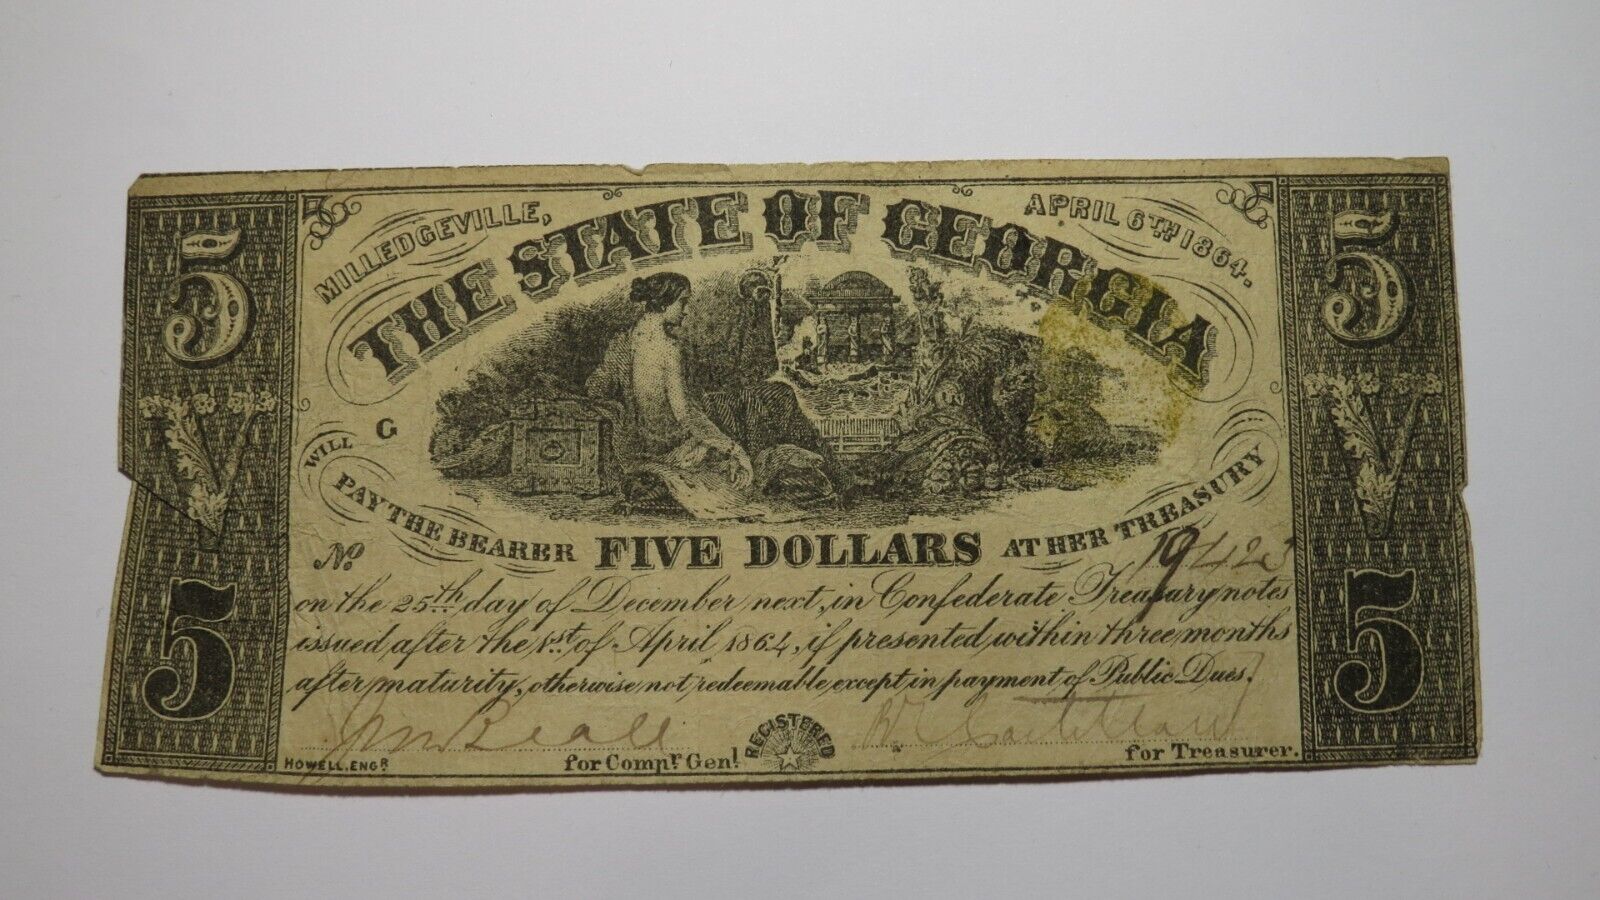 MILLEDGEVILLE, APRIL 6TH 1864.
THE STATE OF GEORGIA
5 5
V G V
WILL PAY THE BEARER FIVE DOLLARS AT HER TREASURY
No 19423
on the 25th day of December next, in Confederate Treasury notes
issued after the 1st of April 1864, if presented within three months
after maturity, otherwise not redeemable except in payment of Public Dues.
5 5
Beall
REGISTERED
HOWELL. ENGR for Compr Genl for Treasurer.